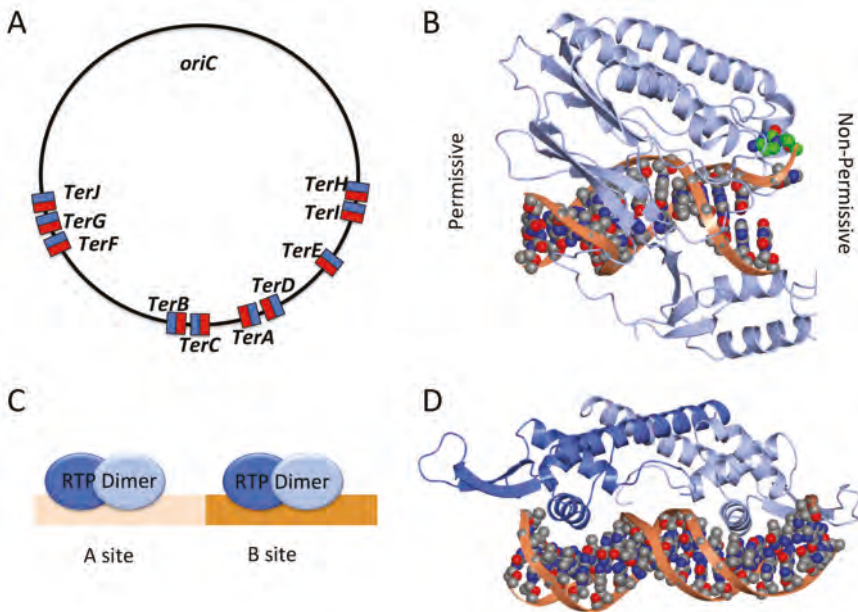 A
oriC
TerJ
TerG
TerF
TerH
TerI
TerE
TerB
TerD
TerC
TerA
B
Permissive
Non-Permissive
C
RTP Dimer
RTP Dimer
A site
B site
D